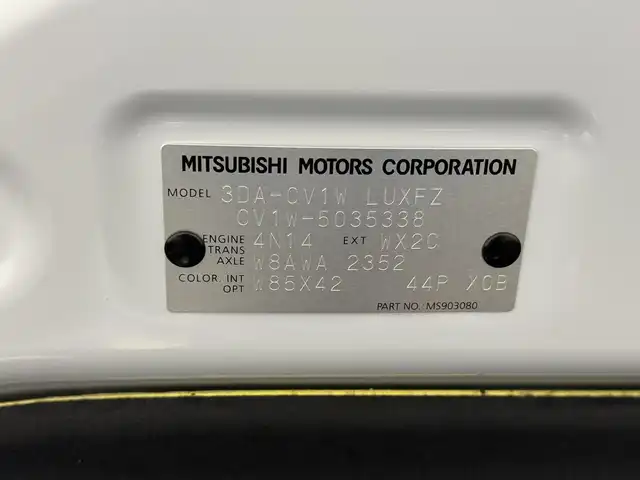 MITSUBISHI MOTORS CORPORATION
MODEL 3DA-CV1W LUXFZ
CV1W-5035338
ENGINE 4N14 EXT WX2C
TRANS AXLE W8AWA 2352
COLOR. INT OPT W85X42 44P X0B
PART NO.: MS903080